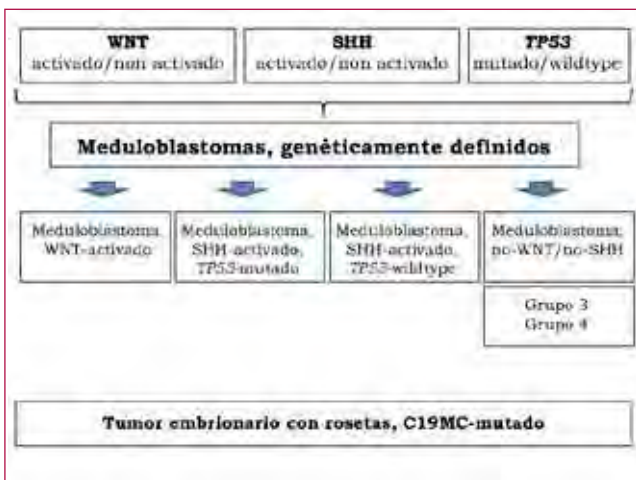 WNT
activado/non activado
SHH
activado/non activado
TP53
mutado/wildtype
Meduloblastomas, genéticamente definidos
Meduloblastoma,
WNT-activado
Meduloblastoma,
SHH-activado,
TP53-mutado
Meduloblastoma,
SHH-activado,
TP53-wildtype
Meduloblastoma,
no-WNT/no-SHH
Grupo 3
Grupo 4
Tumor embrionario con rosetas, C19MC-mutado